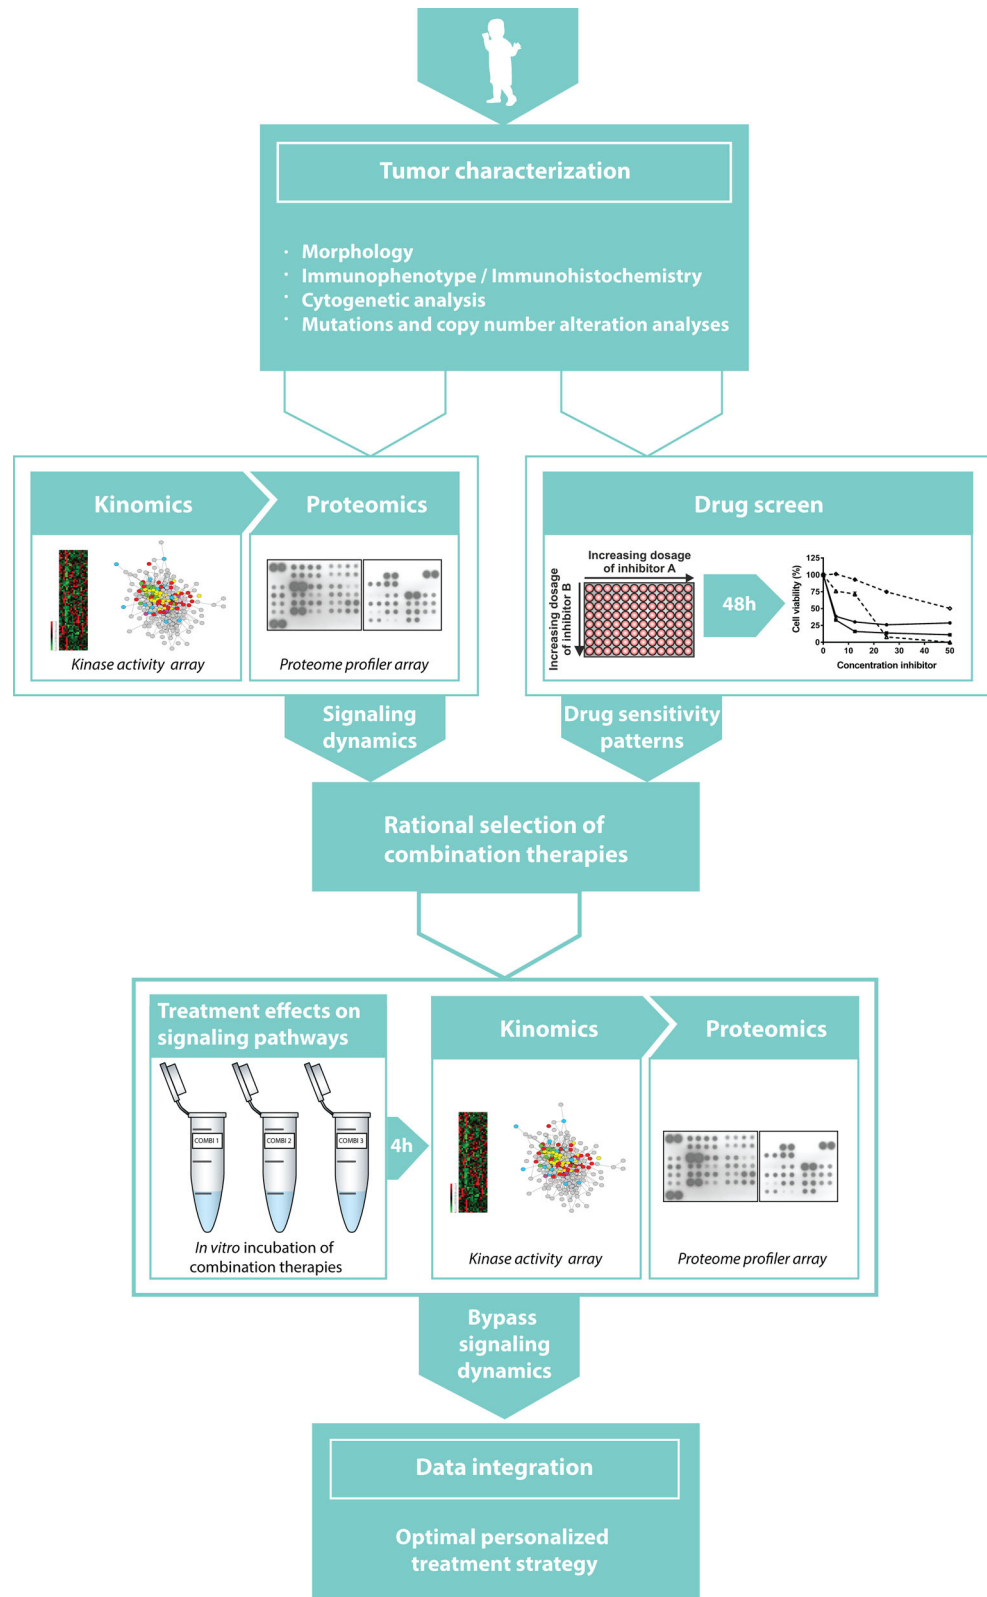 Tumor characterization
· Morphology
· Immunophenotype / Immunohistochemistry
· Cytogenetic analysis
· Mutations and copy number alteration analyses
Kinomics
Proteomics
Kinase activity array
Proteome profiler array
Drug screen
Increasing dosage
of inhibitor A
Increasing dosage
of inhibitor B
48h
Cell viability (%)
125
100
75
50
25
0
0
10
20
30
40
50
Concentration inhibitor
Signaling
dynamics
Drug sensitivity
patterns
Rational selection of
combination therapies
Treatment effects on
signaling pathways
COMBI 1
COMBI 2
COMBI 3
In vitro incubation of
combination therapies
4h
Kinomics
Proteomics
Kinase activity array
Proteome profiler array
Bypass
signaling
dynamics
Data integration
Optimal personalized
treatment strategy